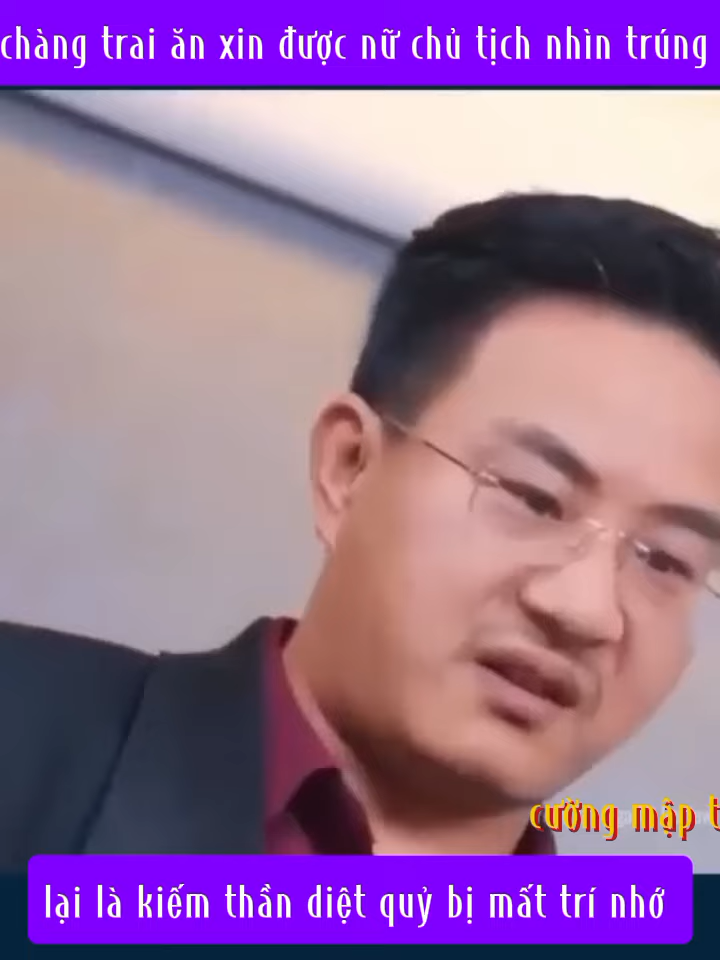 chàng trai ăn xin được nữ chủ tịch nhìn trúng
cường mập
lại là kiếm thần diệt quỷ bị mất trí nhớ